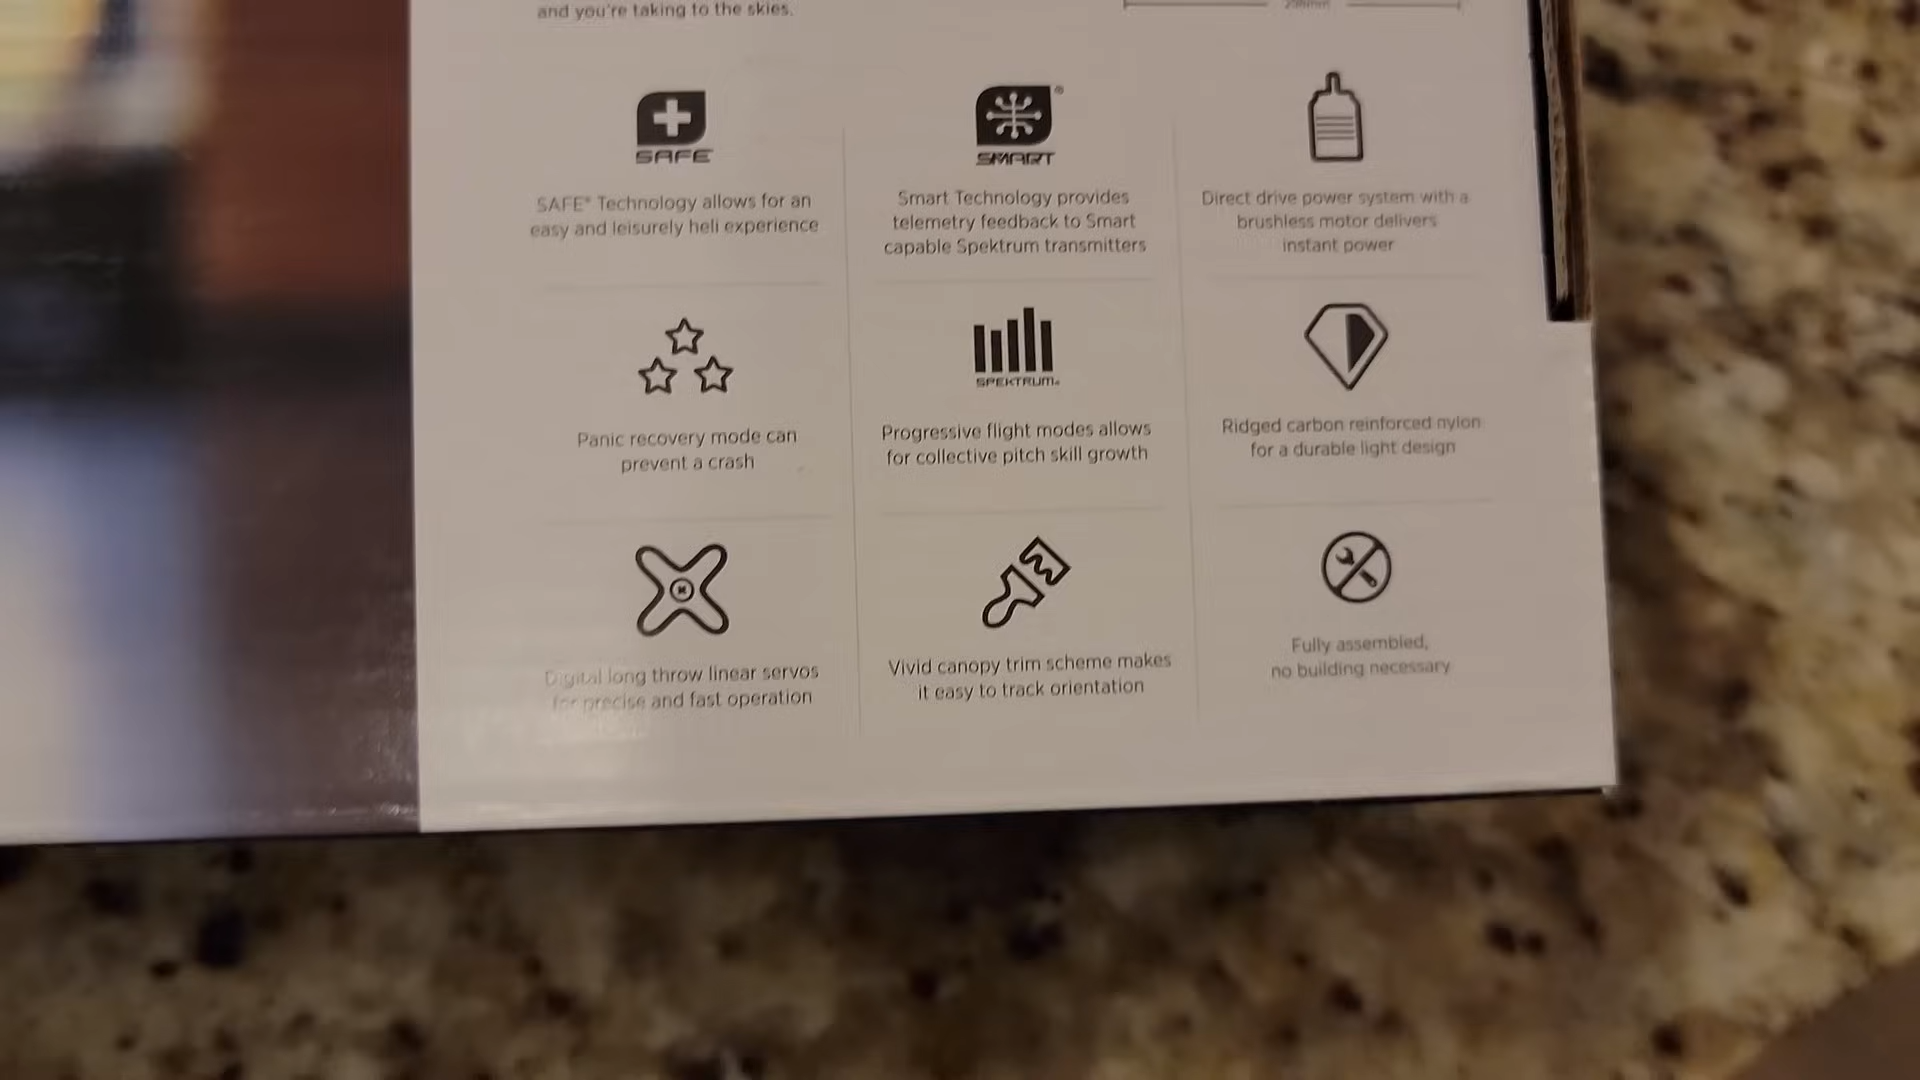 and you're taking to the skies.
SAFE
SAFE® Technology allows for an
easy and leisurely heli experience
SMART®
Smart Technology provides
telemetry feedback to Smart
capable Spektrum transmitters
Direct drive power system with a
brushless motor delivers
instant power
Panic recovery mode can
prevent a crash
SPEKTRUM®
Progressive flight modes allows
for collective pitch skill growth
Ridged carbon reinforced nylon
for a durable light design
Digital long throw linear servos
for precise and fast operation
Vivid canopy trim scheme makes
it easy to track orientation
Fully assembled,
no building necessary